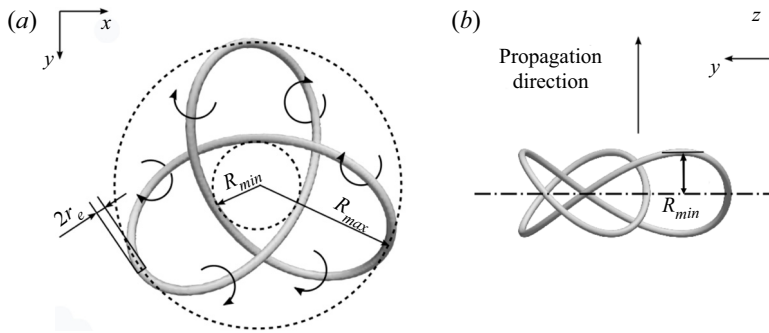 (a)
x
y
R_min
R_max
2r_e
(b)
z
y
Propagation
direction
R_min